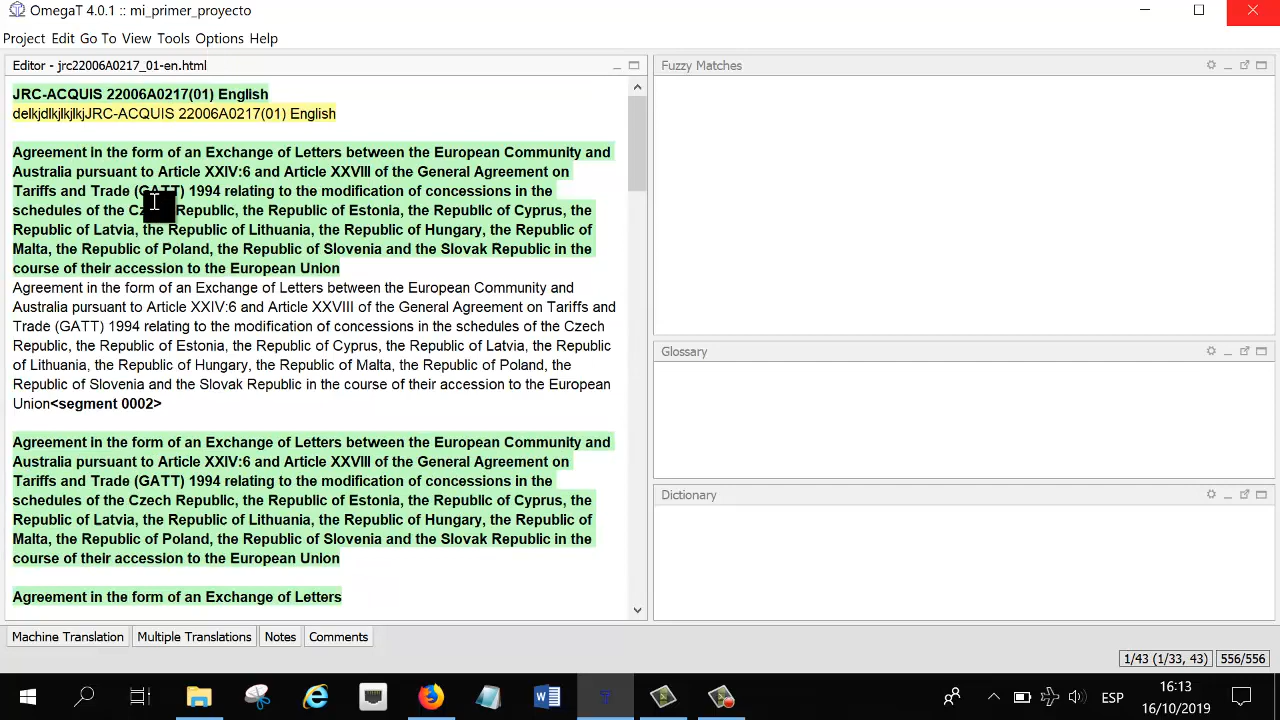 OmegaT 4.0.1 :: mi_primer_proyecto
Project Edit Go To View Tools Options Help
Editor - jrc22006A0217_01-en.html
JRC-ACQUIS 22006A0217(01) English
delkjdlkjlkjlkjJRC-ACQUIS 22006A0217(01) English
Agreement in the form of an Exchange of Letters between the European Community and
Australia pursuant to Article XXIV:6 and Article XXVIII of the General Agreement on
Tariffs and Trade (GATT) 1994 relating to the modification of concessions in the
schedules of the Republic, the Republic of Estonia, the Republic of Cyprus, the
Republic of Latvia, the Republic of Lithuania, the Republic of Hungary, the Republic of
Malta, the Republic of Poland, the Republic of Slovenia and the Slovak Republic in the
course of their accession to the European Union
Agreement in the form of an Exchange of Letters between the European Community and
Australia pursuant to Article XXIV:6 and Article XXVIII of the General Agreement on Tariffs and
Trade (GATT) 1994 relating to the modification of concessions in the schedules of the Czech
Republic, the Republic of Estonia, the Republic of Cyprus, the Republic of Latvia, the Republic
of Lithuania, the Republic of Hungary, the Republic of Malta, the Republic of Poland, the
Republic of Slovenia and the Slovak Republic in the course of their accession to the European
Union<segment 0002>
Agreement in the form of an Exchange of Letters between the European Community and
Australia pursuant to Article XXIV:6 and Article XXVIII of the General Agreement on
Tariffs and Trade (GATT) 1994 relating to the modification of concessions in the
schedules of the Czech Republic, the Republic of Estonia, the Republic of Cyprus, the
Republic of Latvia, the Republic of Lithuania, the Republic of Hungary, the Republic of
Malta, the Republic of Poland, the Republic of Slovenia and the Slovak Republic in the
course of their accession to the European Union
Agreement in the form of an Exchange of Letters
Fuzzy Matches
Glossary
Dictionary
Machine Translation
Multiple Translations
Notes
Comments
1/43 (1/33, 43)
556/556
ESP
16:13
16/10/2019